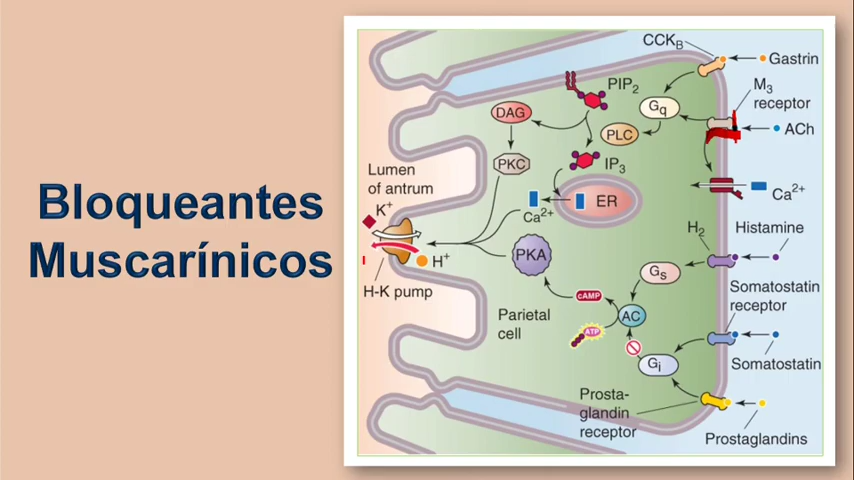 Bloqueantes
Muscarínicos
CCKB
Gastrin
M3
receptor
ACh
PIP2
Gq
DAG
PLC
PKC
IP3
Lumen
of antrum
K+
Ca2+
ER
Ca2+
H2
Histamine
H+
PKA
Gs
H-K pump
cAMP
Somatostatin
receptor
Parietal
cell
AC
ATP
Gi
Somatostatin
Prosta-
glandin
receptor
Prostaglandins